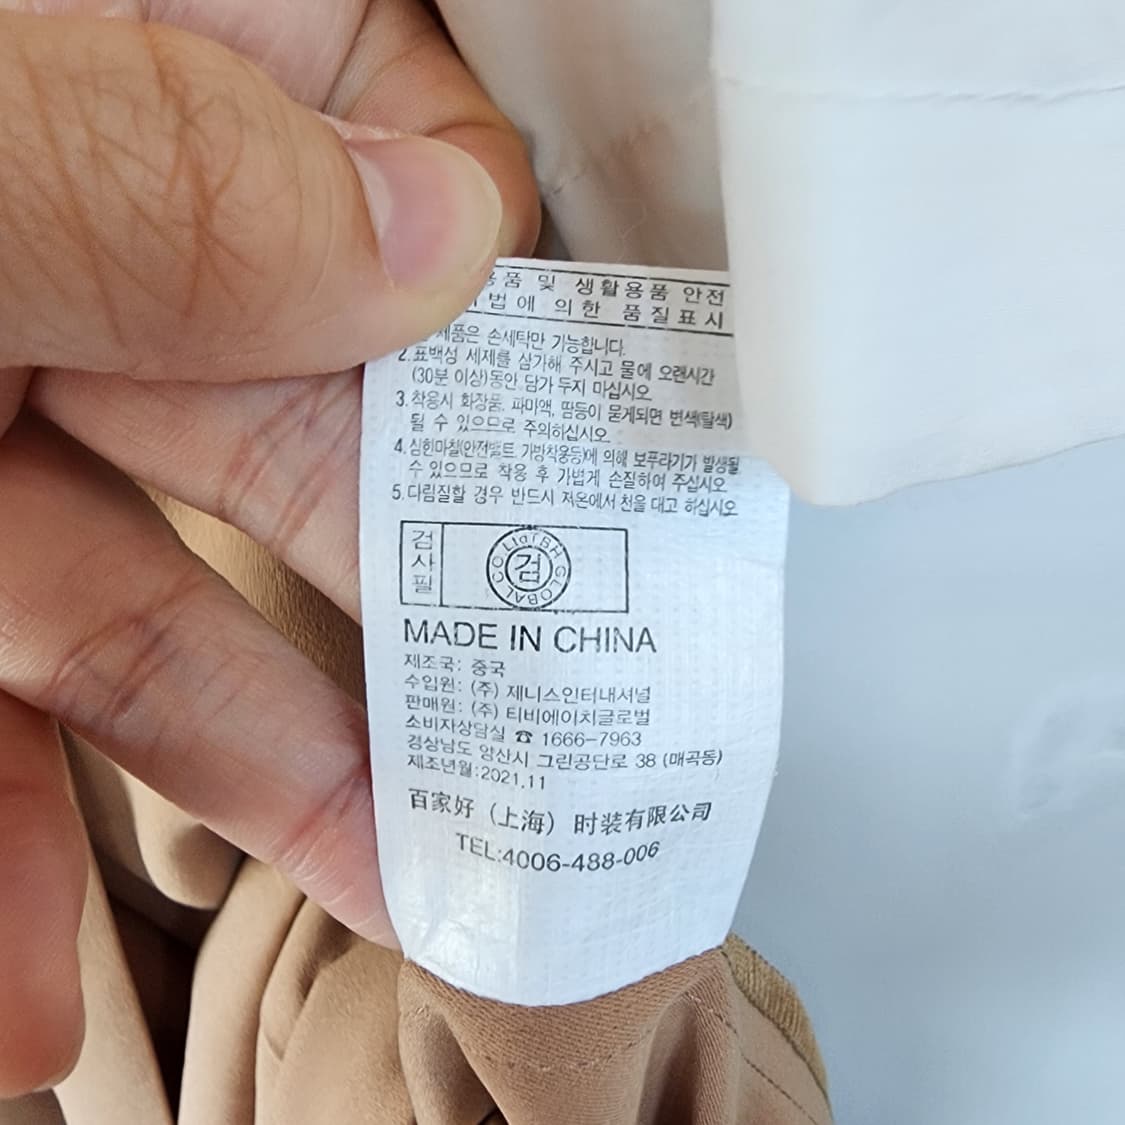 용품 및 생활용품 안전
법에 의한 품질표시
제품은 손세탁만 가능합니다.
2.표백성 세제를 삼가해 주시고 물에 오랜시간
(30분 이상)동안 담가 두지 마십시오
3.착용시 화장품, 파마액, 땀등이 묻게되면 변색(탈색)
될 수 있으므로 주의하십시오.
4.심한마찰(안전밸트 가방착용등)에 의해 보푸라기가 발생될
수 있으므로 착용 후 가볍게 손질하여 주십시오
5.다림질할 경우 반드시 저온에서 천을 대고 하십시오
검사필
검
GLOBAL CO
MADE IN CHINA
제조국: 중국
수입원: (주) 제니스인터내셔널
판매원: (주) 티비에이치글로벌
소비자상담실 ☎ 1666-7963
경상남도 양산시 그린공단로 38 (매곡동)
제조년월:2021.11
百家好（上海）时装有限公司
TEL:4006-488-006